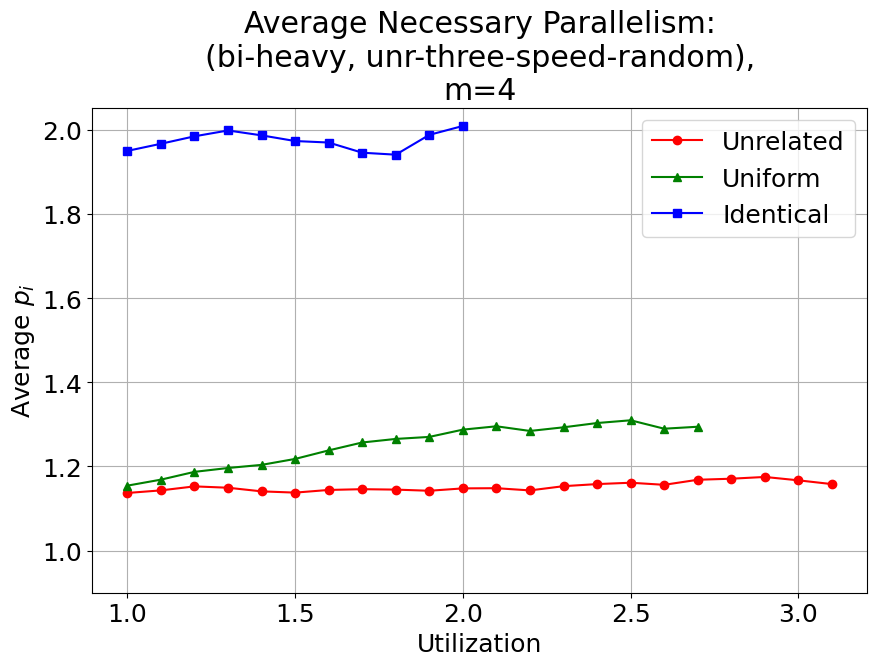 Average Necessary Parallelism:
(bi-heavy, unr-three-speed-random),
m=4
Unrelated
Uniform
Identical
Average p_i
2.0
1.8
1.6
1.4
1.2
1.0
1.0 1.5 2.0 2.5 3.0
Utilization